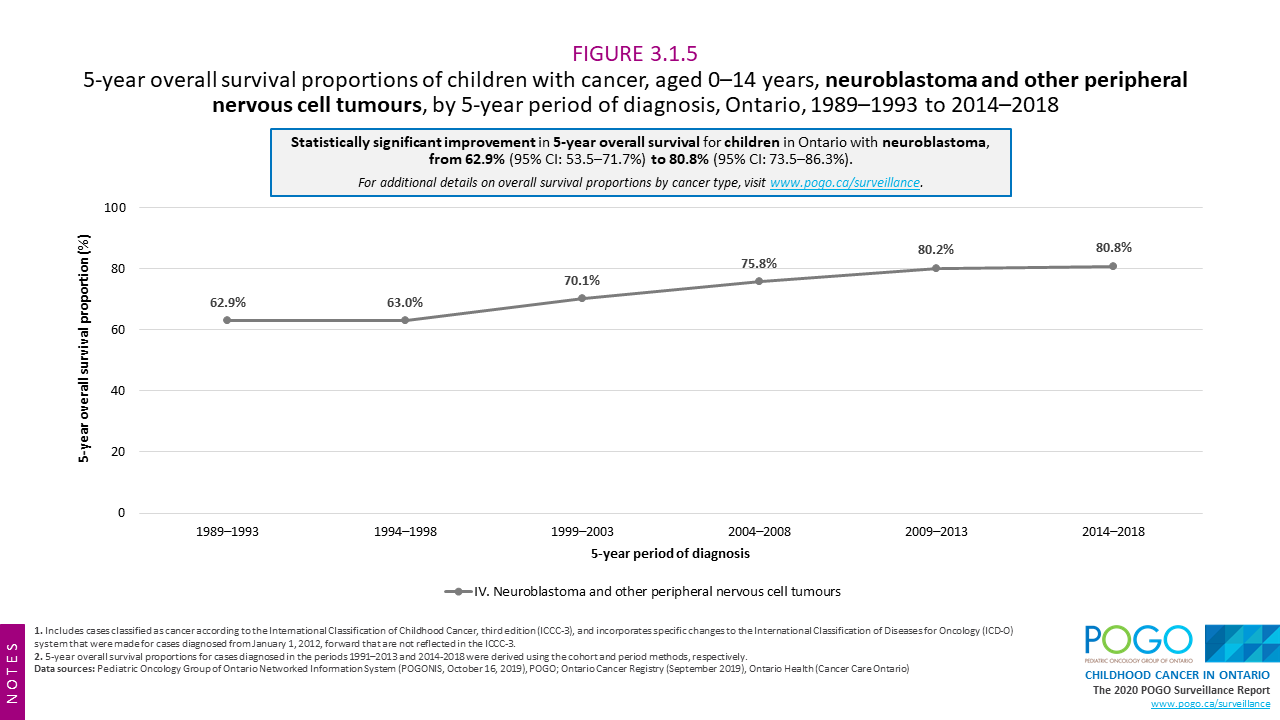 FIGURE 3.1.5
5-year overall survival proportions of children with cancer, aged 0–14 years, neuroblastoma and other peripheral
nervous cell tumours, by 5-year period of diagnosis, Ontario, 1989–1993 to 2014–2018
Statistically significant improvement in 5-year overall survival for children in Ontario with neuroblastoma,
from 62.9% (95% CI: 53.5–71.7%) to 80.8% (95% CI: 73.5–86.3%).
For additional details on overall survival proportions by cancer type, visit www.pogo.ca/surveillance.
5-year overall survival proportion (%)
100
80
60
40
20
0
62.9%
63.0%
70.1%
75.8%
80.2%
80.8%
1989–1993
1994–1998
1999–2003
2004–2008
2009–2013
2014–2018
5-year period of diagnosis
IV. Neuroblastoma and other peripheral nervous cell tumours
NOTES
1. Includes cases classified as cancer according to the International Classification of Childhood Cancer, third edition (ICCC-3), and incorporates specific changes to the International Classification of Diseases for Oncology (ICD-O)
system that were made for cases diagnosed from January 1, 2012, forward that are not reflected in the ICCC-3.
2. 5-year overall survival proportions for cases diagnosed in the periods 1991–2013 and 2014-2018 were derived using the cohort and period methods, respectively.
Data sources: Pediatric Oncology Group of Ontario Networked Information System (POGONIS, October 16, 2019), POGO; Ontario Cancer Registry (September 2019), Ontario Health (Cancer Care Ontario)
POGO
PEDIATRIC ONCOLOGY GROUP OF ONTARIO
CHILDHOOD CANCER IN ONTARIO
The 2020 POGO Surveillance Report
www.pogo.ca/surveillance